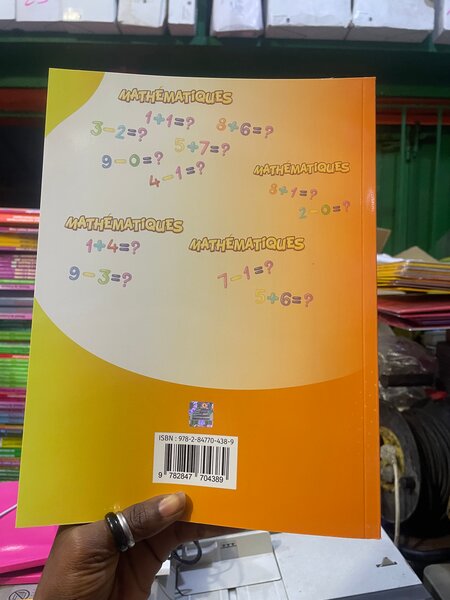 MATHÉMATIQUES
1+1=?
8+6=?
3-2=?
5+7=?
9-0=?
4-1=?
MATHÉMATIQUES
8+1=?
2-0=?
MATHÉMATIQUES
1+4=?
9-3=?
MATHÉMATIQUES
7-1=?
5+6=?
ISBN : 978-2-84770-438-9
9 782847 704389